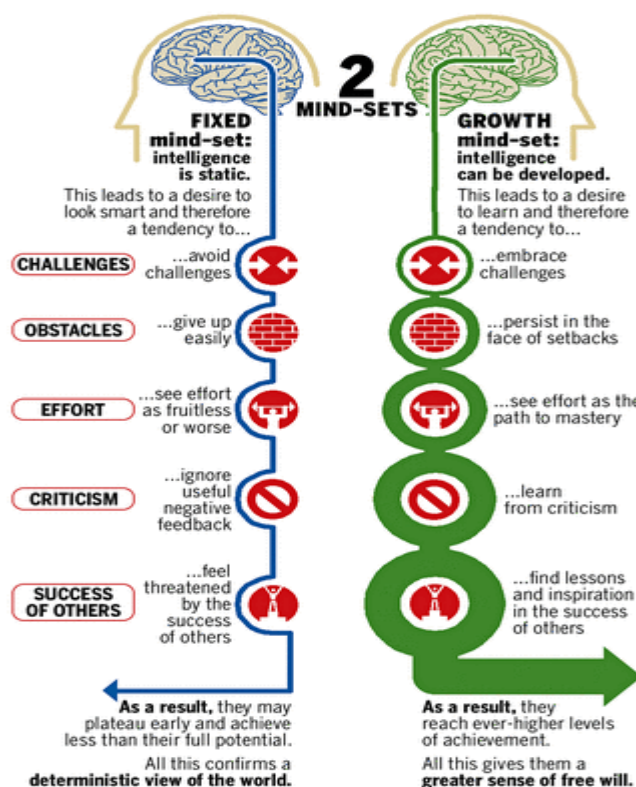 2
MIND-SETS
FIXED
mind-set:
intelligence
is static.
This leads to a desire to
look smart and therefore
a tendency to...
GROWTH
mind-set:
intelligence
can be developed.
This leads to a desire
to learn and therefore
a tendency to...
CHALLENGES
...avoid
challenges
...embrace
challenges
OBSTACLES
...give up
easily
...persist in the
face of setbacks
EFFORT
...see effort
as fruitless
or worse
...see effort as the
path to mastery
CRITICISM
...ignore
useful
negative
feedback
...learn
from criticism
SUCCESS
OF OTHERS
...feel
threatened
by the
success
of others
...find lessons
and inspiration
in the success
of others
As a result, they may
plateau early and achieve
less than their full potential.
All this confirms a
deterministic view of the world.
As a result, they
reach ever-higher levels
of achievement.
All this gives them a
greater sense of free will.